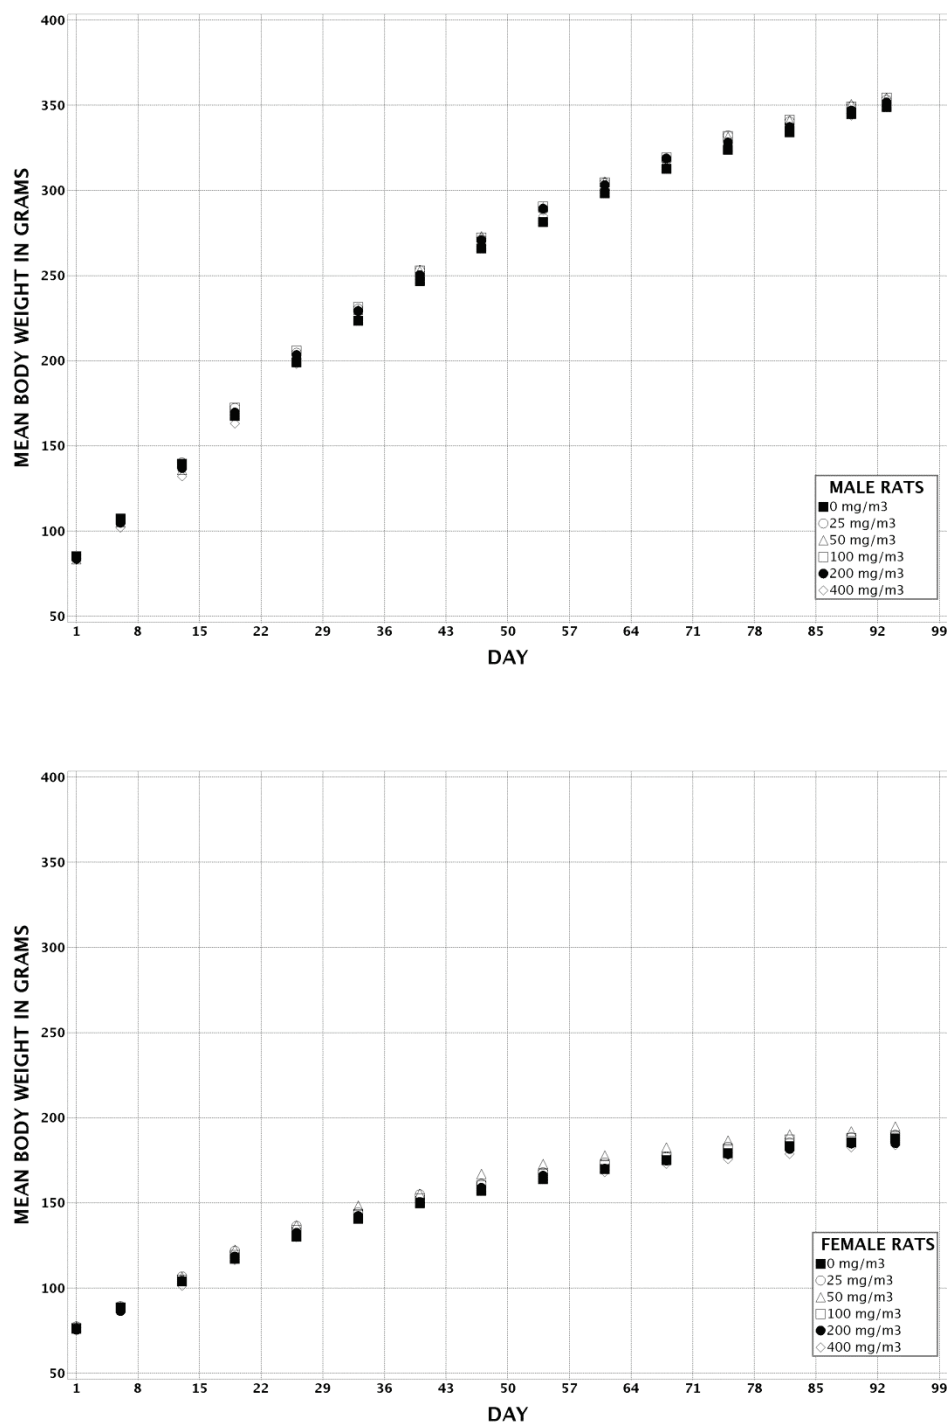 400
350
300
250
200
150
100
50
MEAN BODY WEIGHT IN GRAMS
MALE RATS
0 mg/m3
25 mg/m3
50 mg/m3
100 mg/m3
200 mg/m3
400 mg/m3
1 8 15 22 29 36 43 50 57 64 71 78 85 92 99
DAY
400
350
300
250
200
150
100
50
MEAN BODY WEIGHT IN GRAMS
FEMALE RATS
0 mg/m3
25 mg/m3
50 mg/m3
100 mg/m3
200 mg/m3
400 mg/m3
1 8 15 22 29 36 43 50 57 64 71 78 85 92 99
DAY